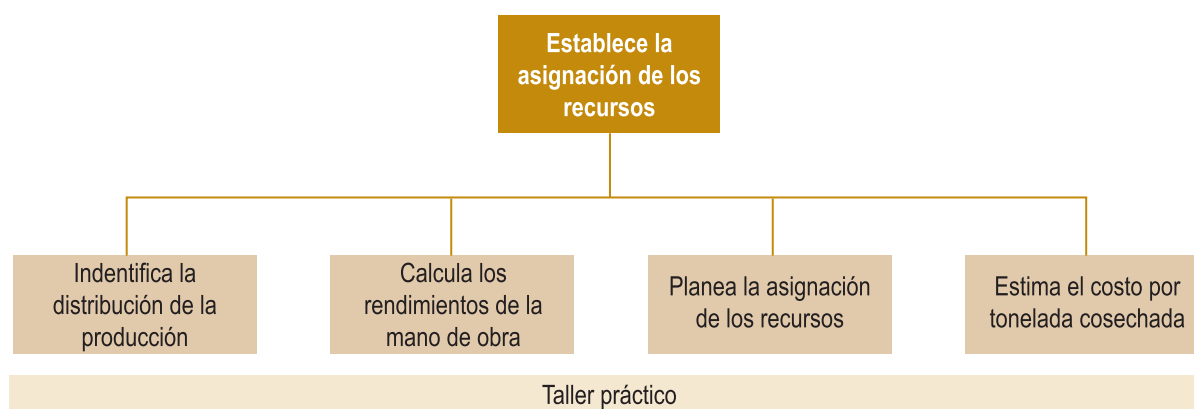 Establece la
asignación de los
recursos
Indentifica la
distribución de la
producción
Calcula los
rendimientos de la
mano de obra
Planea la asignación
de los recursos
Estima el costo por
tonelada cosechada
Taller práctico